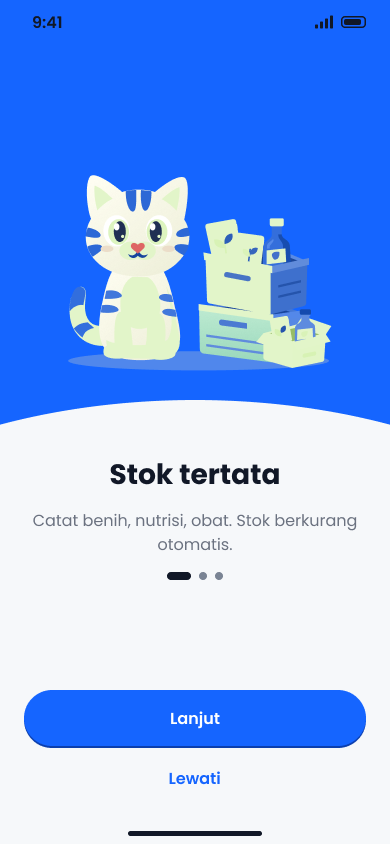 9:41
Stok tertata
Catat benih, nutrisi, obat. Stok berkurang
otomatis.
Lanjut
Lewati